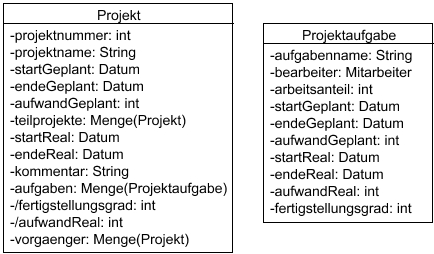 Projekt
-projektnummer: int
-projektname: String
-startGeplant: Datum
-endeGeplant: Datum
-aufwandGeplant: int
-teilprojekte: Menge(Projekt)
-startReal: Datum
-endeReal: Datum
-kommentar: String
-aufgaben: Menge(Projektaufgabe)
-/fertigstellungsgrad: int
-/aufwandReal: int
-vorgaenger: Menge(Projekt)
Projektaufgabe
-aufgabenname: String
-bearbeiter: Mitarbeiter
-arbeitsanteil: int
-startGeplant: Datum
-endeGeplant: Datum
-aufwandGeplant: int
-startReal: Datum
-endeReal: Datum
-aufwandReal: int
-fertigstellungsgrad: int